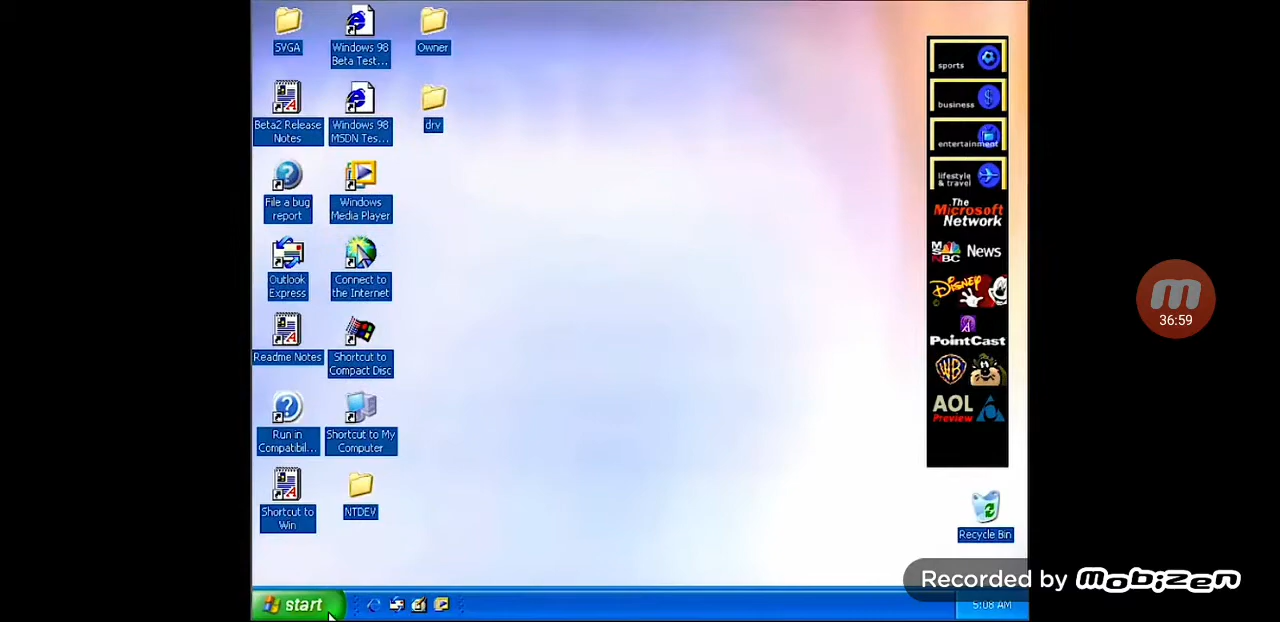 SVGA
Windows 98
Beta Test...
Owner
Beta2 Release
Notes
Windows 98
MSDN Tes...
drv
File a bug
report
Windows
Media Player
Outlook
Express
Connect to
the Internet
Readme Notes
Shortcut to
Compact Disc
Run in
Compatibil...
Shortcut to My
Computer
Shortcut to
Win
NTDEV
sports
business
$
entertainment
lifestyle
& travel
The
Microsoft
Network
MSNBC News
Disney
PointCast
WB
AOL
Preview
Recycle Bin
36:59
Recorded by Mobizen
start
5:08 AM